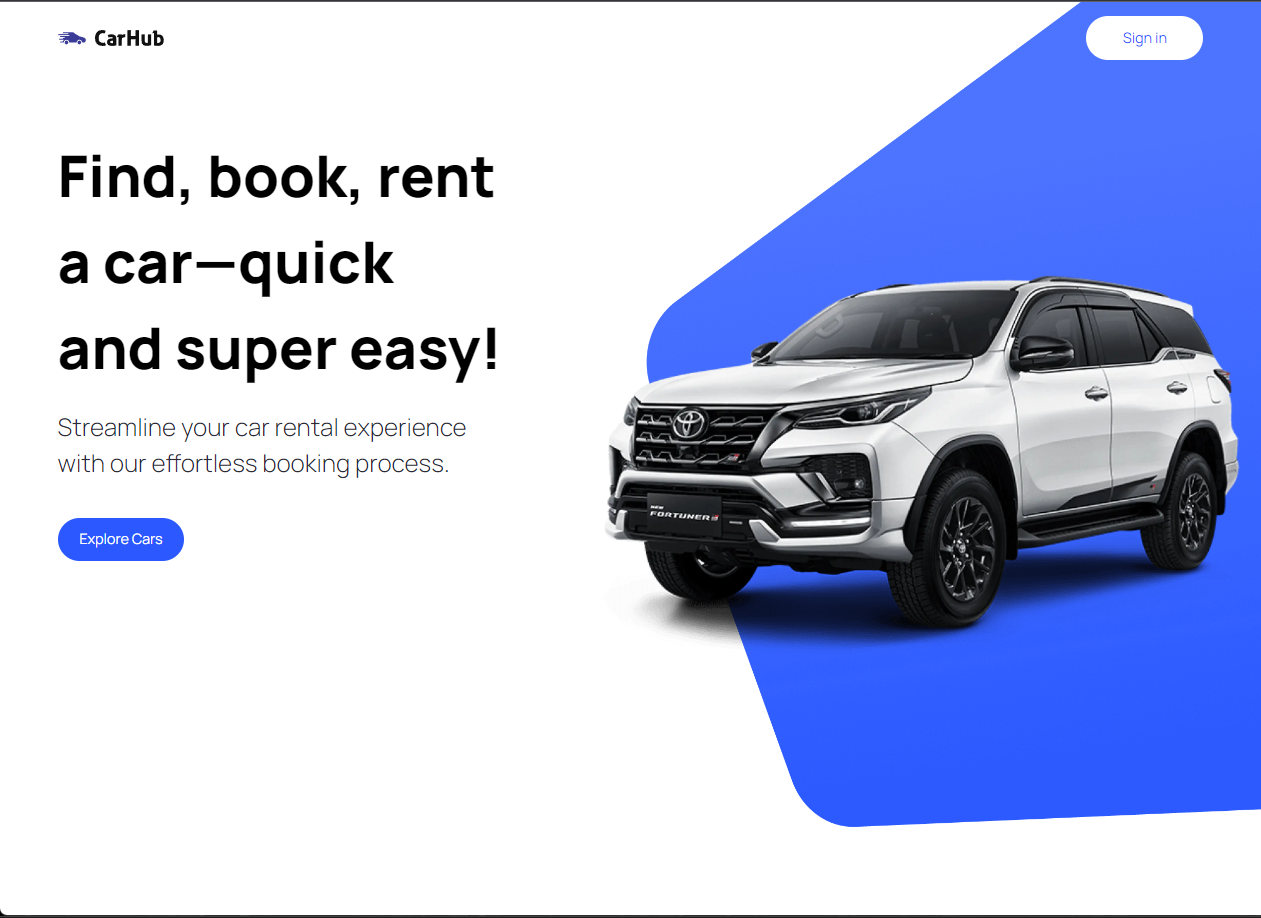 CarHub
Sign in
Find, book, rent
a car—quick
and super easy!
Streamline your car rental experience
with our effortless booking process.
Explore Cars
NEW
FORTUNER